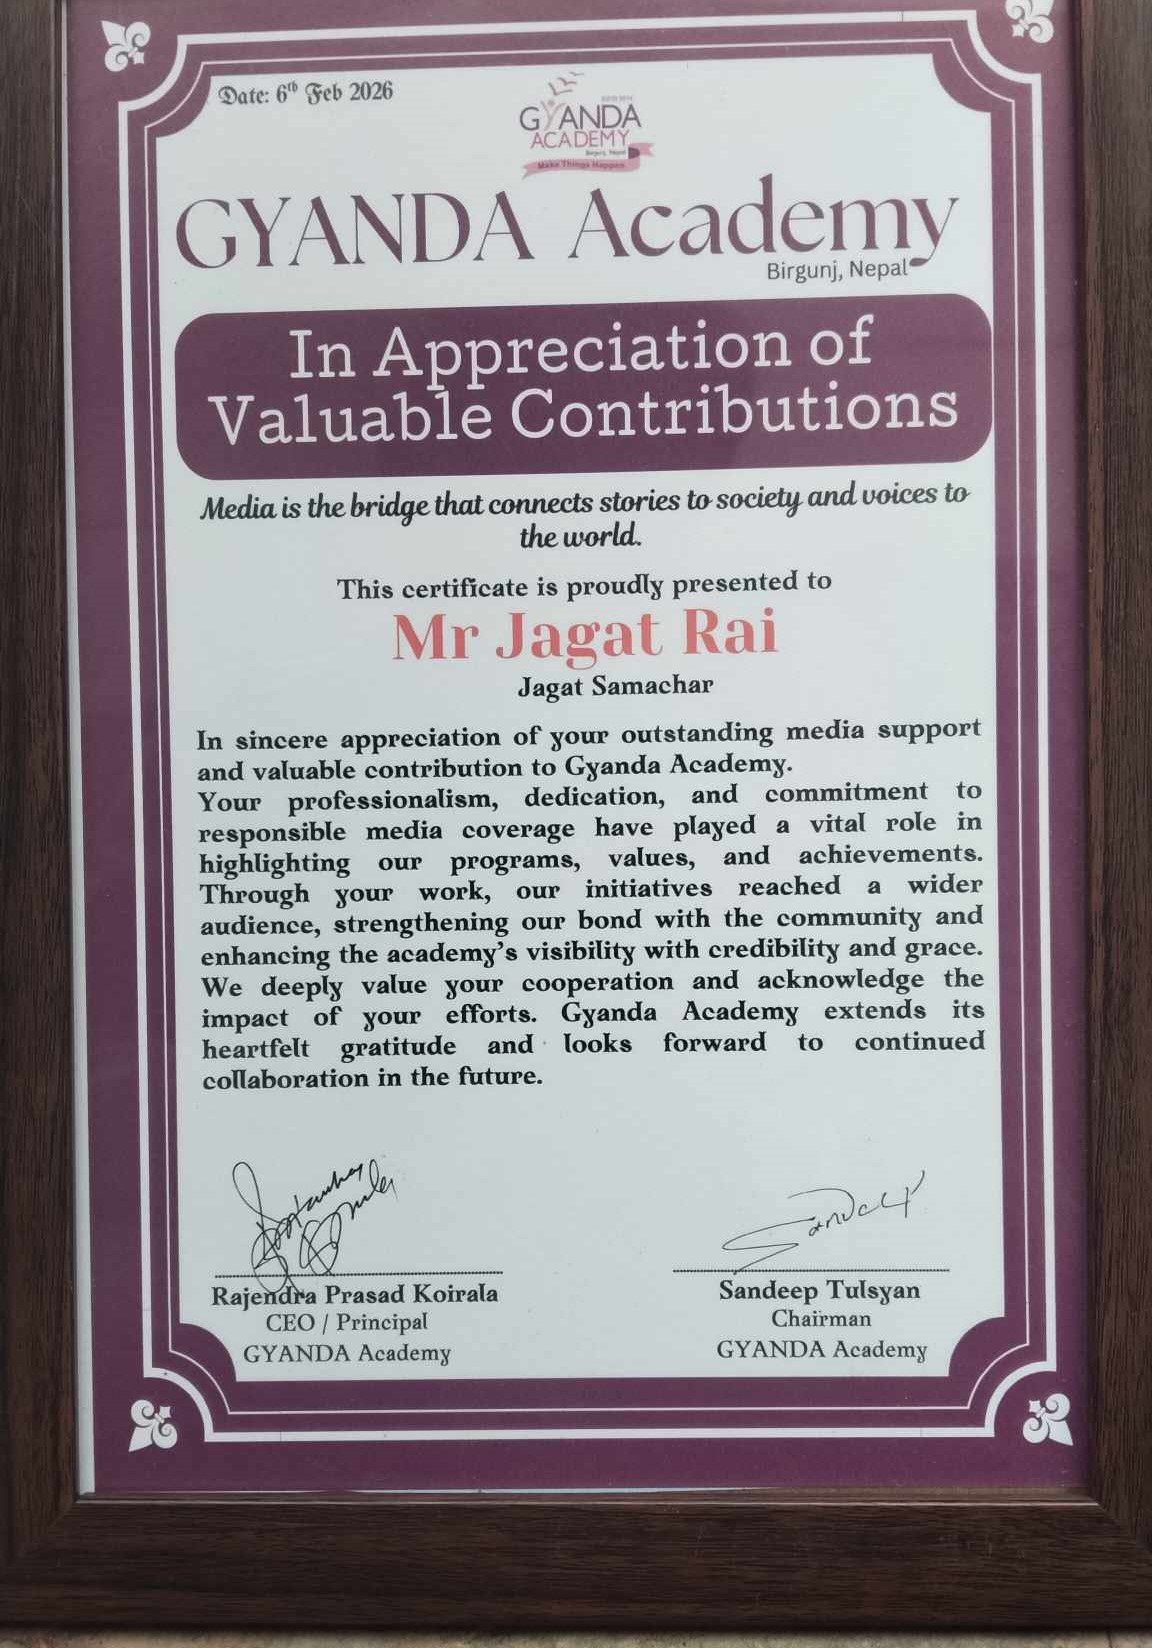 Date: 6th Feb 2026
GYANDA
ACADEMY
Birgunj, Nepal
Make Things Happen
GYANDA Academy
Birgunj, Nepal
In Appreciation of
Valuable Contributions
Media is the bridge that connects stories to society and voices to
the world.
This certificate is proudly presented to
Mr Jagat Rai
Jagat Samachar
In sincere appreciation of your outstanding media support
and valuable contribution to Gyanda Academy.
Your professionalism, dedication, and commitment to
responsible media coverage have played a vital role in
highlighting our programs, values, and achievements.
Through your work, our initiatives reached a wider
audience, strengthening our bond with the community and
enhancing the academy's visibility with credibility and grace.
We deeply value your cooperation and acknowledge the
impact of your efforts. Gyanda Academy extends its
heartfelt gratitude and looks forward to continued
collaboration in the future.
Rajendra Prasad Koirala
CEO / Principal
GYANDA Academy
Sandeep Tulsyan
Chairman
GYANDA Academy